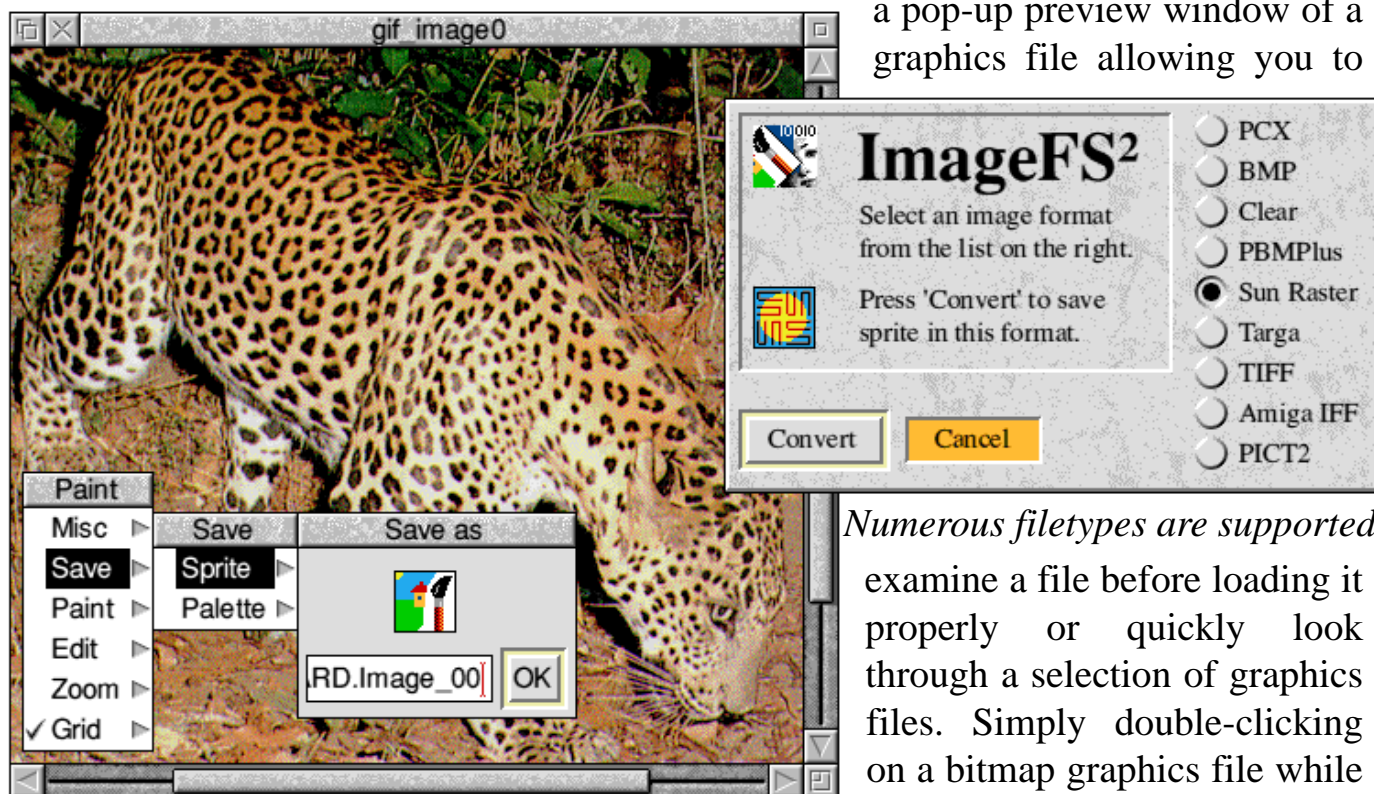 gif_image0
Paint
Misc
Save
Paint
Edit
Zoom
✓ Grid
Save
Sprite
Palette
Save as
.RD.Image_00
OK
a pop-up preview window of a
graphics file allowing you to
10010
ImageFS²
Select an image format
from the list on the right.
Press 'Convert' to save
sprite in this format.
Convert
Cancel
PCX
BMP
Clear
PBMPlus
Sun Raster
Targa
TIFF
Amiga IFF
PICT2
Numerous filetypes are supported
examine a file before loading it
properly or quickly look
through a selection of graphics
files. Simply double-clicking
on a bitmap graphics file while